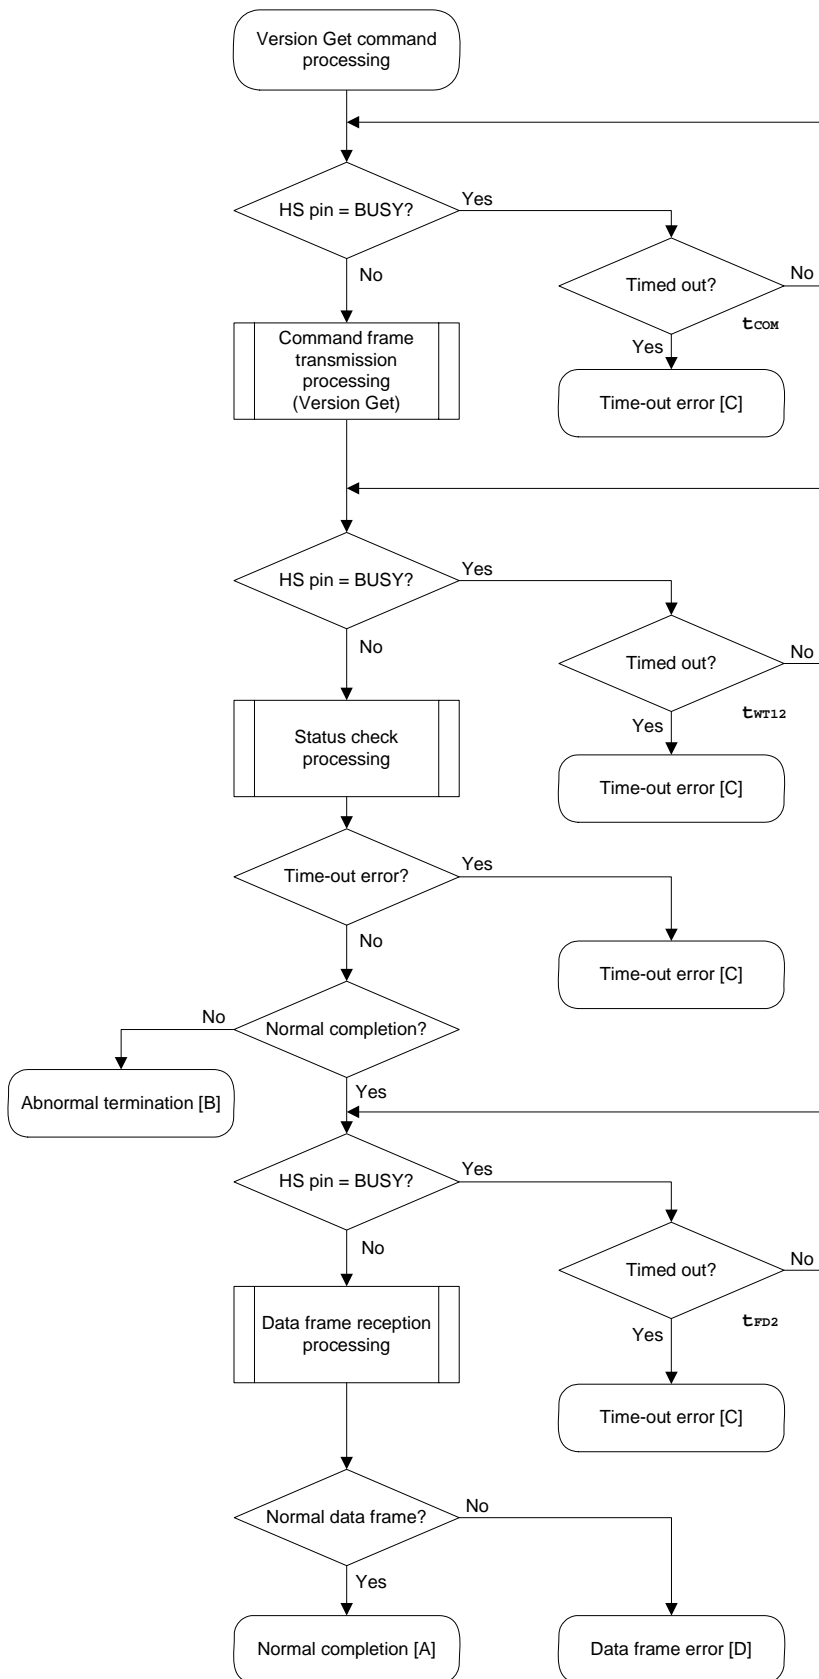 Version Get command
processing
HS pin = BUSY?
Yes
No
Timed out?
No
tCOM
Yes
Command frame
transmission
processing
(Version Get)
Time-out error [C]
HS pin = BUSY?
Yes
No
Timed out?
No
tWT12
Yes
Status check
processing
Time-out error [C]
Time-out error?
Yes
No
Time-out error [C]
Normal completion?
No
Yes
Abnormal termination [B]
HS pin = BUSY?
Yes
No
Timed out?
No
tFD2
Yes
Data frame reception
processing
Time-out error [C]
Normal data frame?
No
Yes
Normal completion [A]
Data frame error [D]